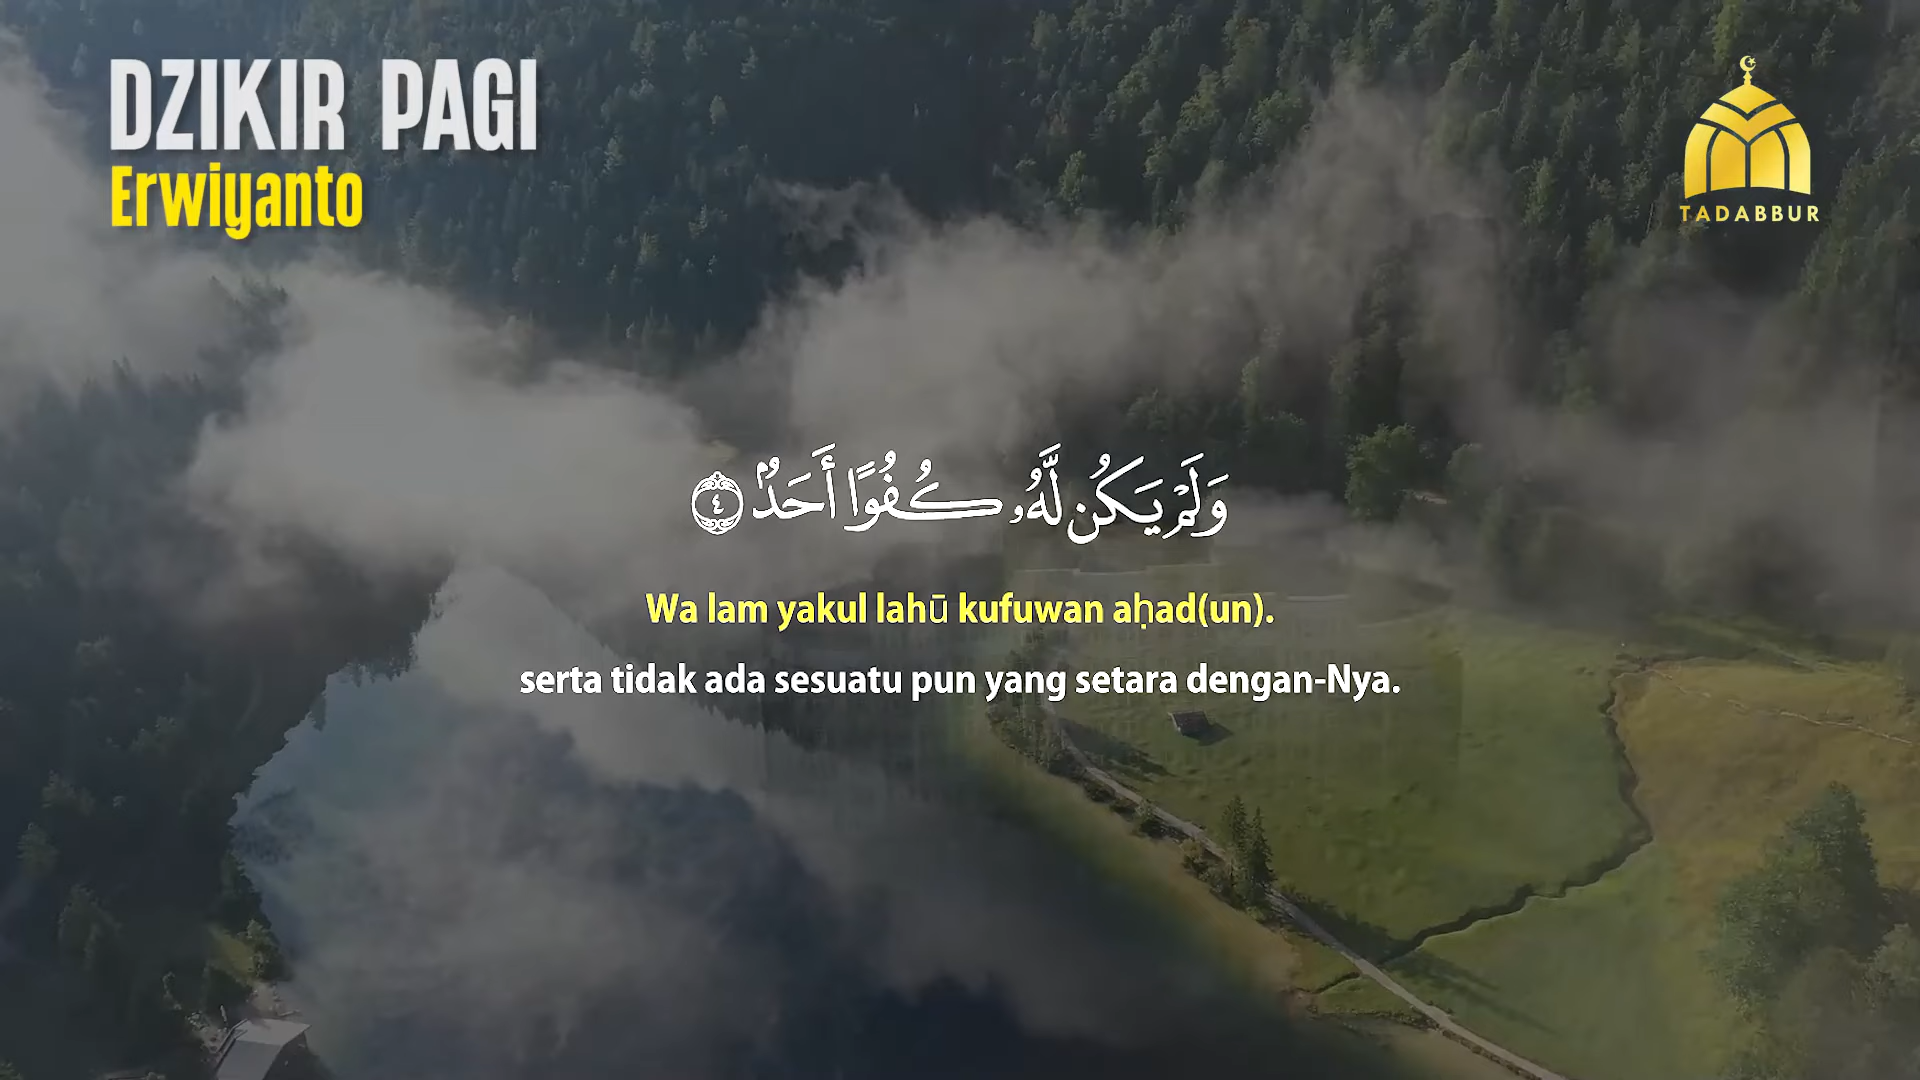 DZIKIR PAGI
Erwiyanto
TADABBUR
وَلَمْ يَكُن لَّهُۥ كُفُوًا أَحَدٌۢ ٤
Wa lam yakul lahū kufuwan aḥad(un).
serta tidak ada sesuatu pun yang setara dengan-Nya.